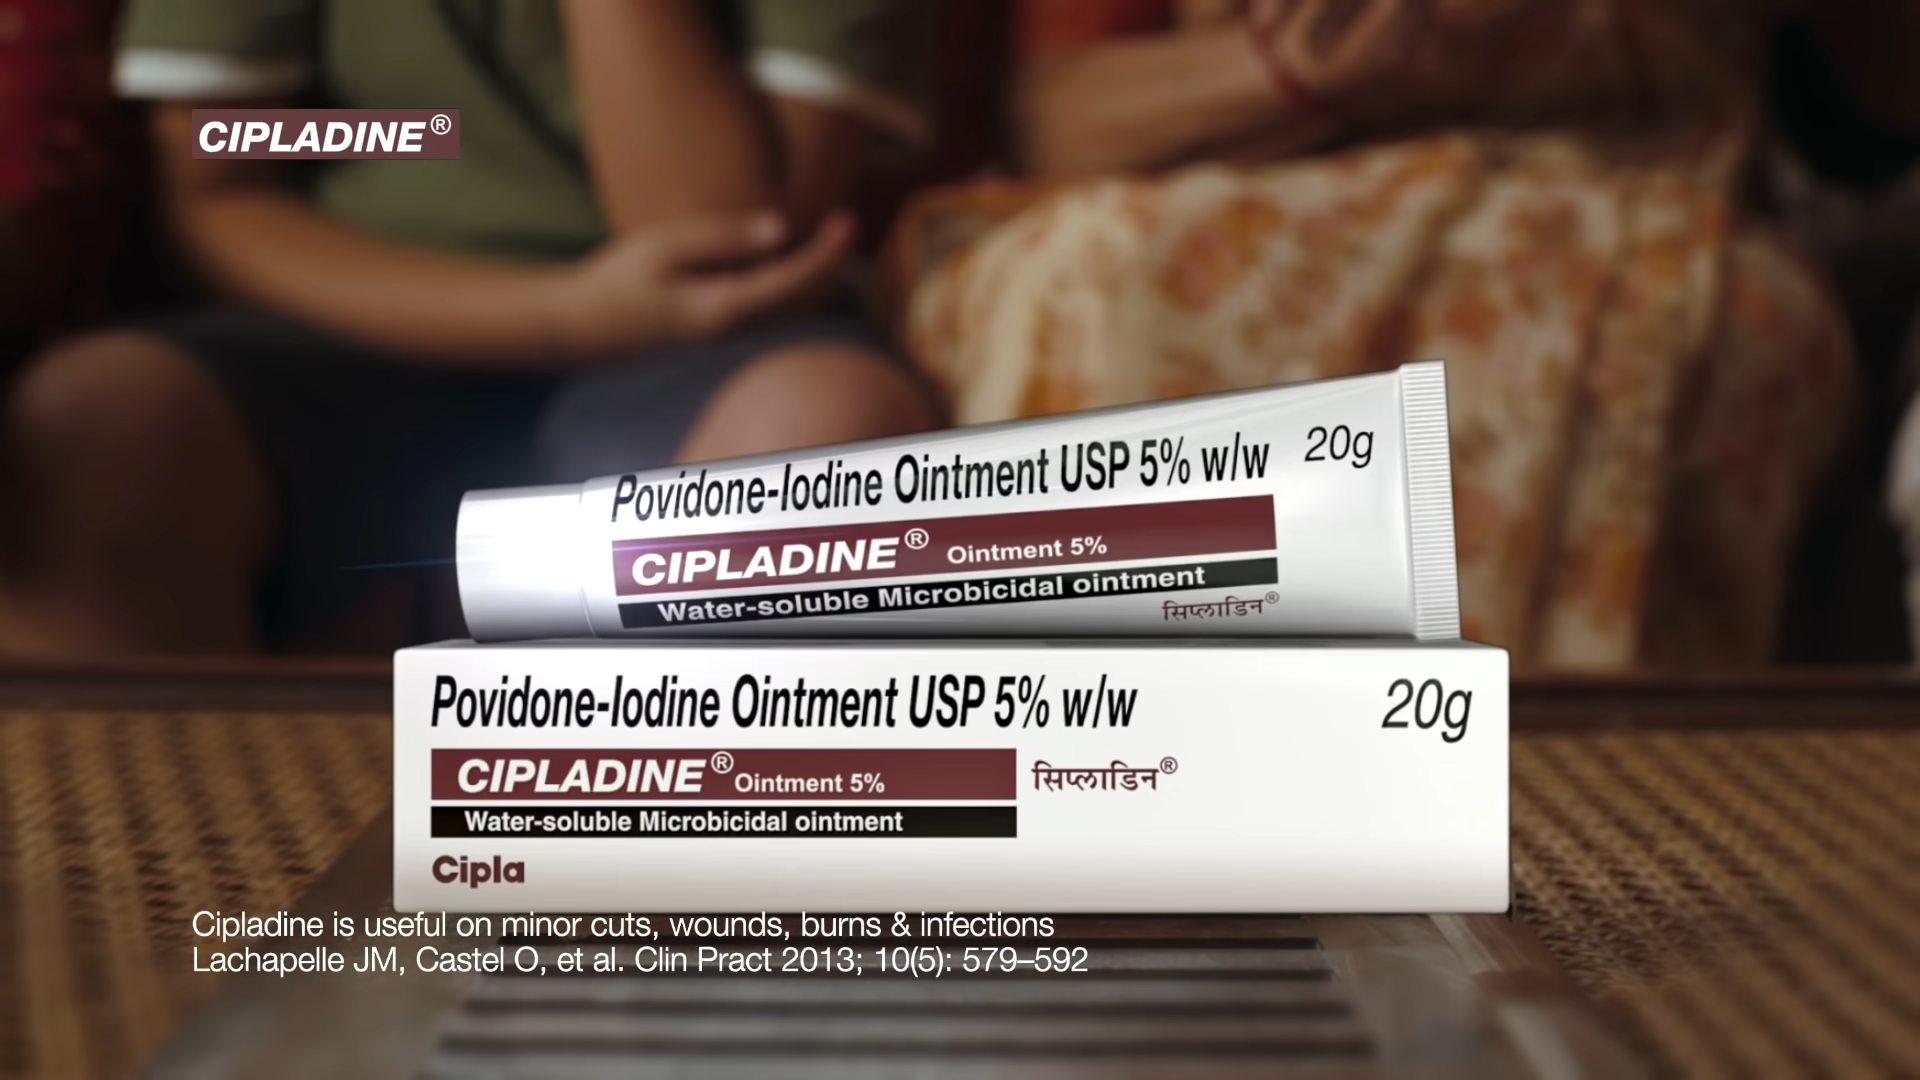 CIPLADINE®
Povidone-Iodine Ointment USP 5% w/w 20g
CIPLADINE® Ointment 5%
Water-soluble Microbicidal ointment
सिप्लाडिन®
Povidone-Iodine Ointment USP 5% w/w 20g
CIPLADINE® Ointment 5% सिप्लाडिन®
Water-soluble Microbicidal ointment
Cipla
Cipladine is useful on minor cuts, wounds, burns & infections
Lachapelle JM, Castel O, et al. Clin Pract 2013; 10(5): 579–592